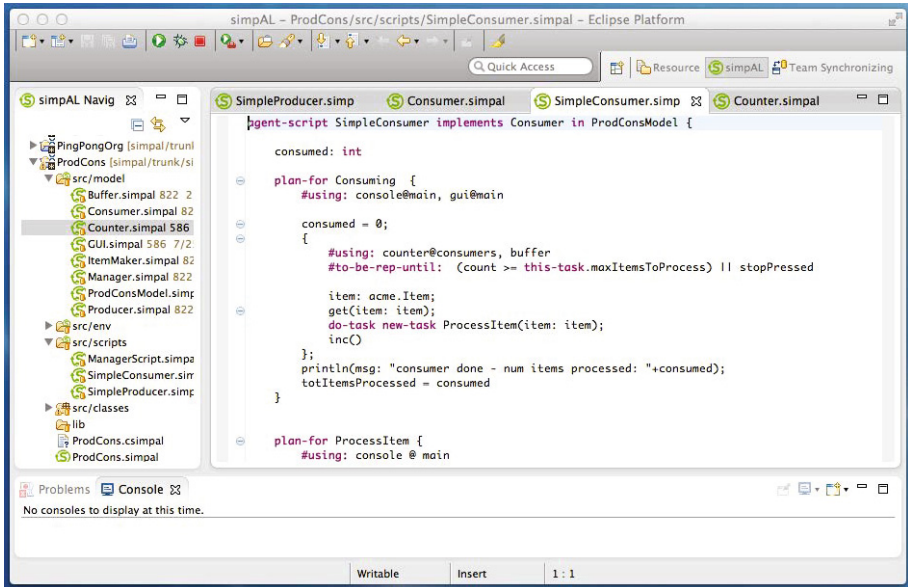 simpAL – ProdCons/src/scripts/SimpleConsumer.simpal – Eclipse Platform
Quick Access
Resource
simpAL
Team Synchronizing
simpAL Navig
PingPongOrg [simpal/trunl
ProdCons [simpal/trunk/si
src/model
Buffer.simpal 822 2
Consumer.simpal 82
Counter.simpal 586
GUI.simpal 586 7/2
ItemMaker.simpal 82
Manager.simpal 822
ProdConsModel.simp
Producer.simpal 822
src/env
src/scripts
ManagerScript.simpa
SimpleConsumer.sim
SimpleProducer.simp
src/classes
lib
ProdCons.csimpal
ProdCons.simpal
SimpleProducer.simp
Consumer.simpal
SimpleConsumer.simp
Counter.simpal
agent-script SimpleConsumer implements Consumer in ProdConsModel {
consumed: int
plan-for Consuming {
#using: console@main, gui@main
consumed = 0;
{
#using: counter@consumers, buffer
#to-be-rep-until: (count >= this-task.maxItemsToProcess) || stopPressed
item: acme.Item;
get(item: item);
do-task new-task ProcessItem(item: item);
inc()
};
println(msg: "consumer done - num items processed: "+consumed);
totItemsProcessed = consumed
}
plan-for ProcessItem {
#using: console @ main
Problems
Console
No consoles to display at this time.
Writable
Insert
1 : 1